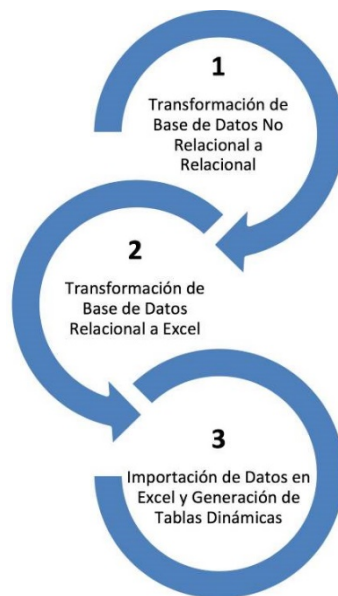 1
Transformación de
Base de Datos No
Relacional a
Relacional
2
Transformación de
Base de Datos
Relacional a Excel
3
Importación de Datos en
Excel y Generación de
Tablas Dinámicas